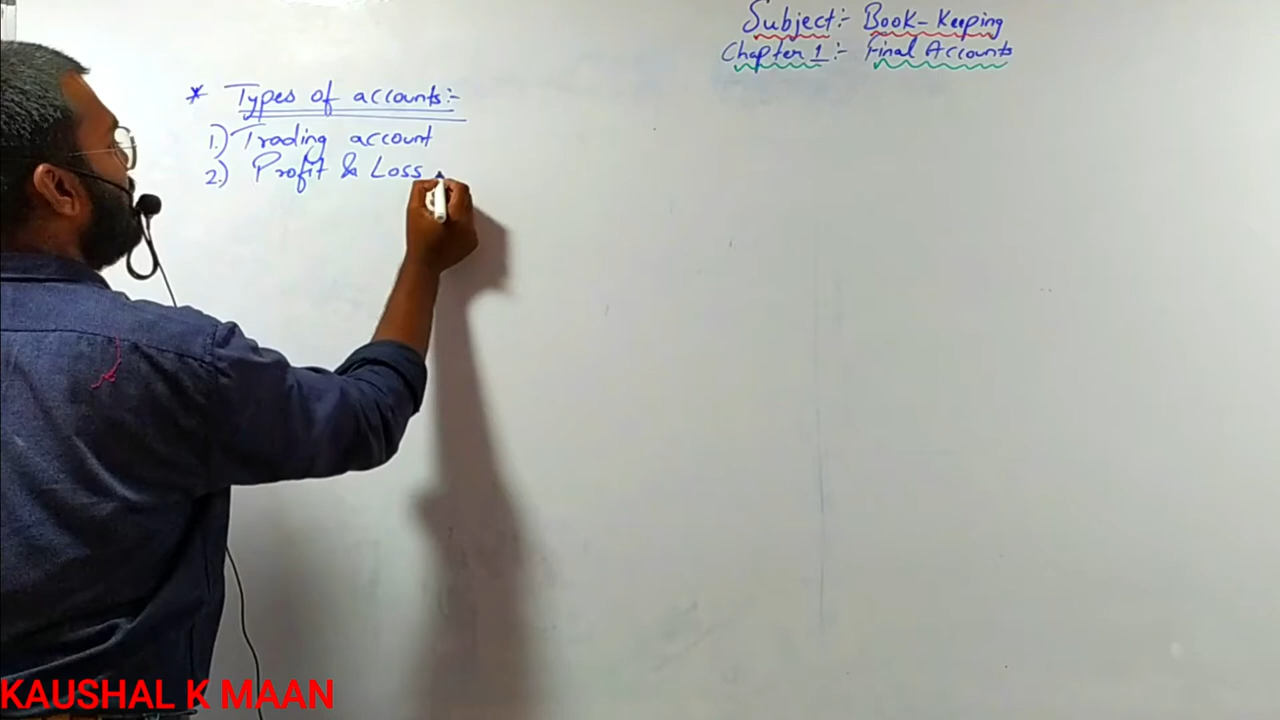 Subject:- Book-Keeping
Chapter 1:- Final Accounts
* Types of accounts:-
1.) Trading account
2.) Profit & Loss
KAUSHAL K MAAN